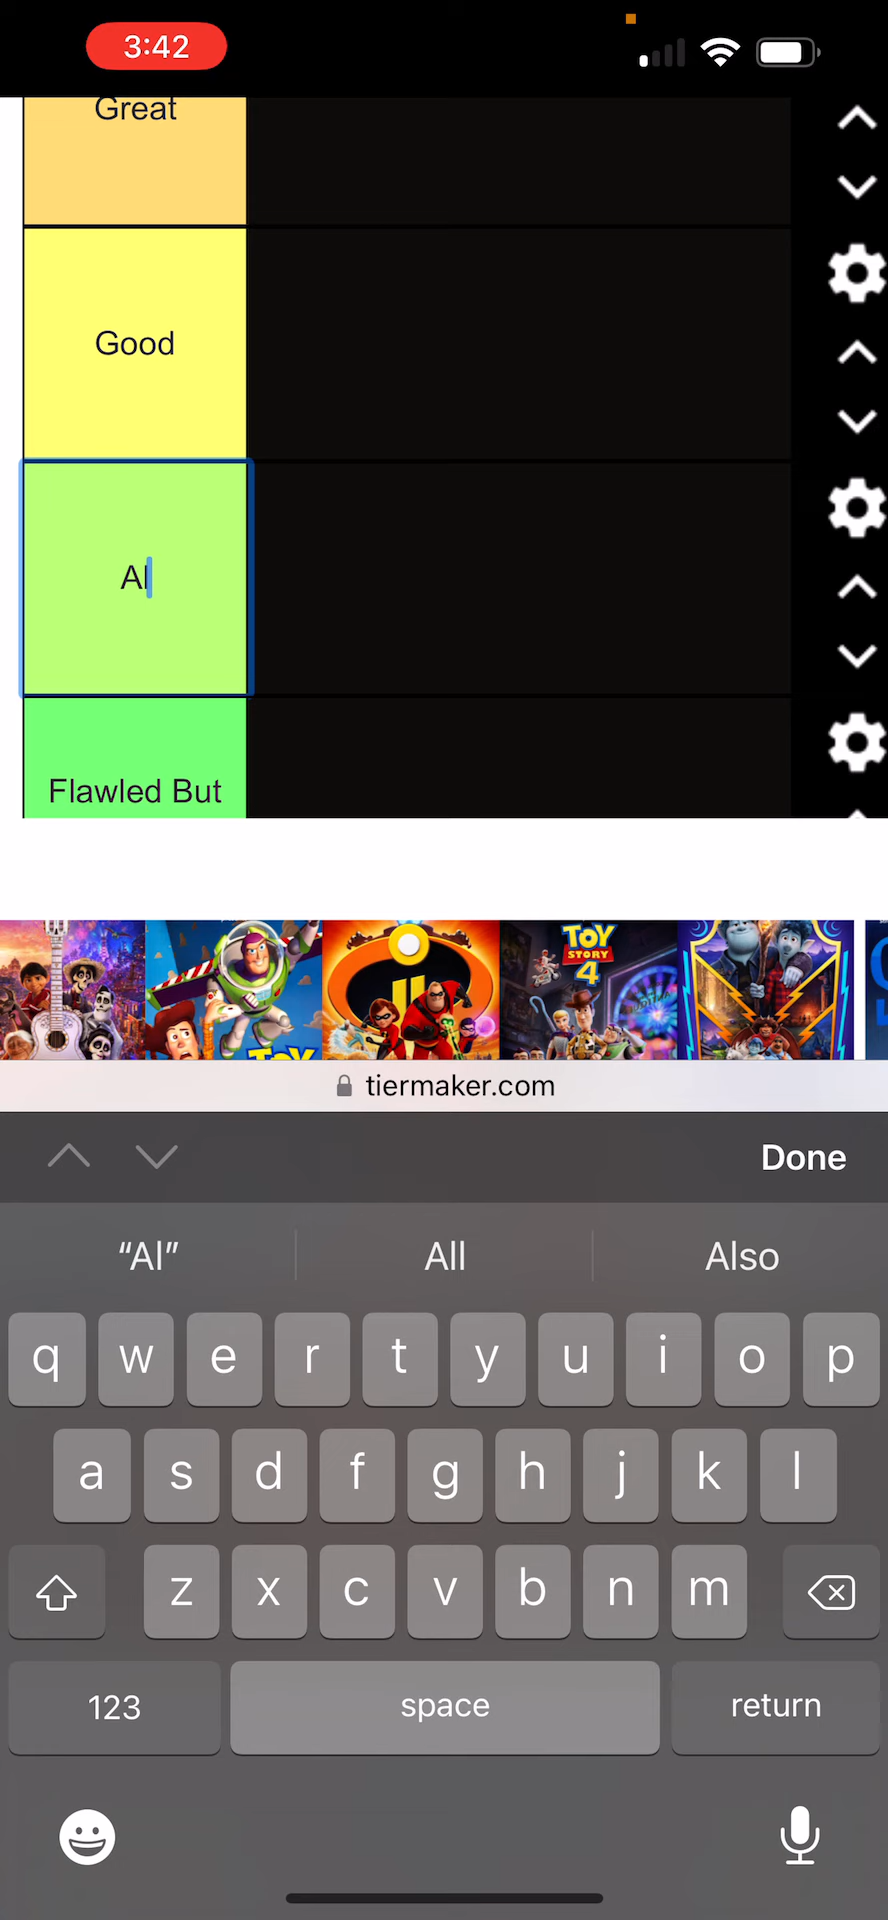 3:42
Great
Good
Al
Flawled But
TOY
STORY
4
TOY
tiermaker.com
Done
“Al” All Also
q w e r t y u i o p
a s d f g h j k l
z x c v b n m
123 space return